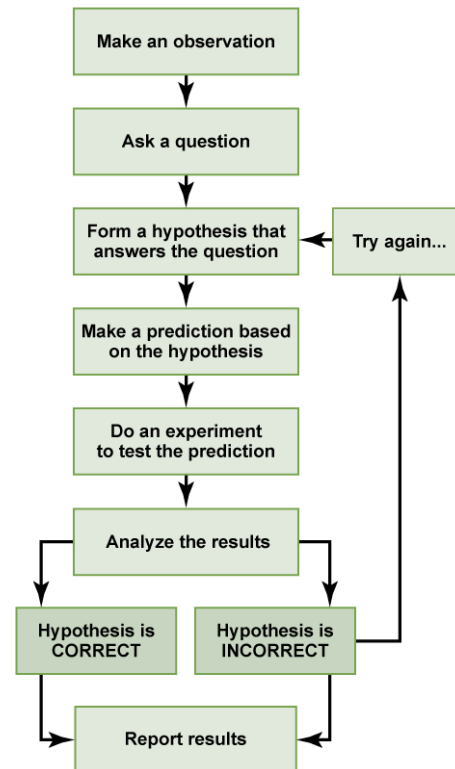 Make an observation
Ask a question
Form a hypothesis that
answers the question
Try again...
Make a prediction based
on the hypothesis
Do an experiment
to test the prediction
Analyze the results
Hypothesis is
CORRECT
Hypothesis is
INCORRECT
Report results